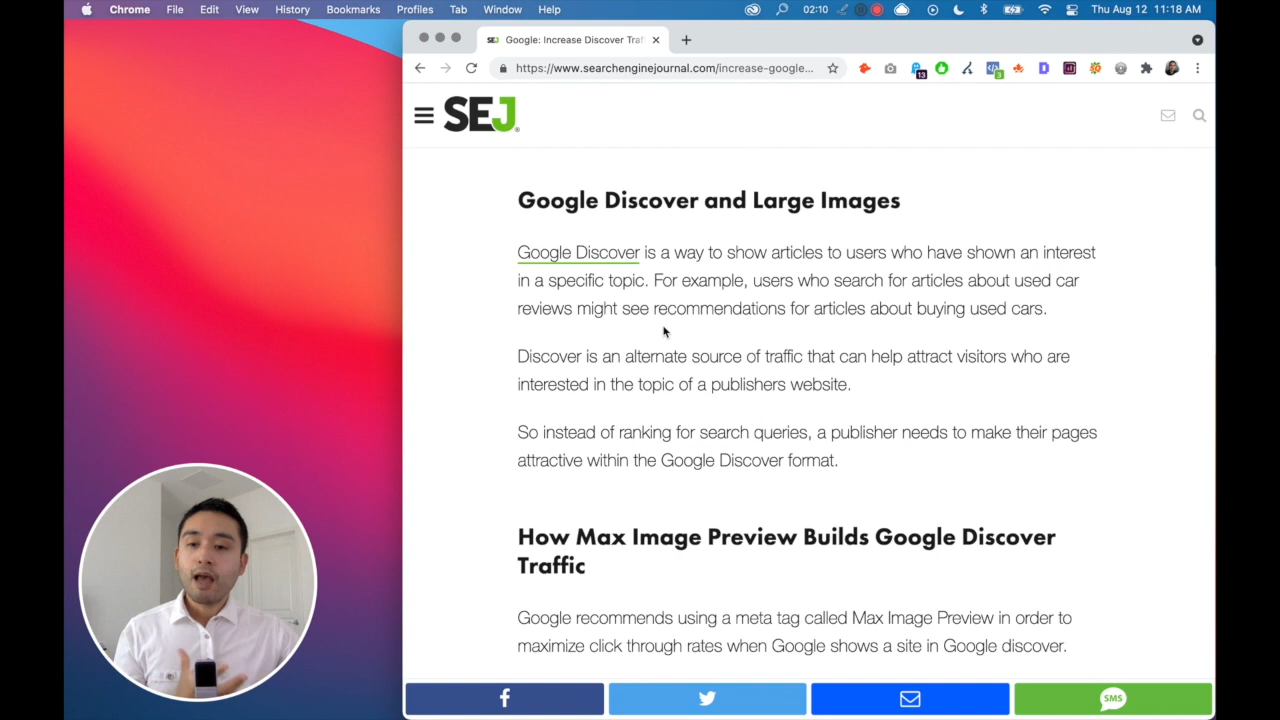 Chrome File Edit View History Bookmarks Profiles Tab Window Help 02:10 Thu Aug 12 11:18 AM
SEJ Google: Increase Discover Traf
https://www.searchenginejournal.com/increase-google...
13
3
SEJ
Google Discover and Large Images
Google Discover is a way to show articles to users who have shown an interest
in a specific topic. For example, users who search for articles about used car
reviews might see recommendations for articles about buying used cars.
Discover is an alternate source of traffic that can help attract visitors who are
interested in the topic of a publishers website.
So instead of ranking for search queries, a publisher needs to make their pages
attractive within the Google Discover format.
How Max Image Preview Builds Google Discover
Traffic
Google recommends using a meta tag called Max Image Preview in order to
maximize click through rates when Google shows a site in Google discover.
SMS